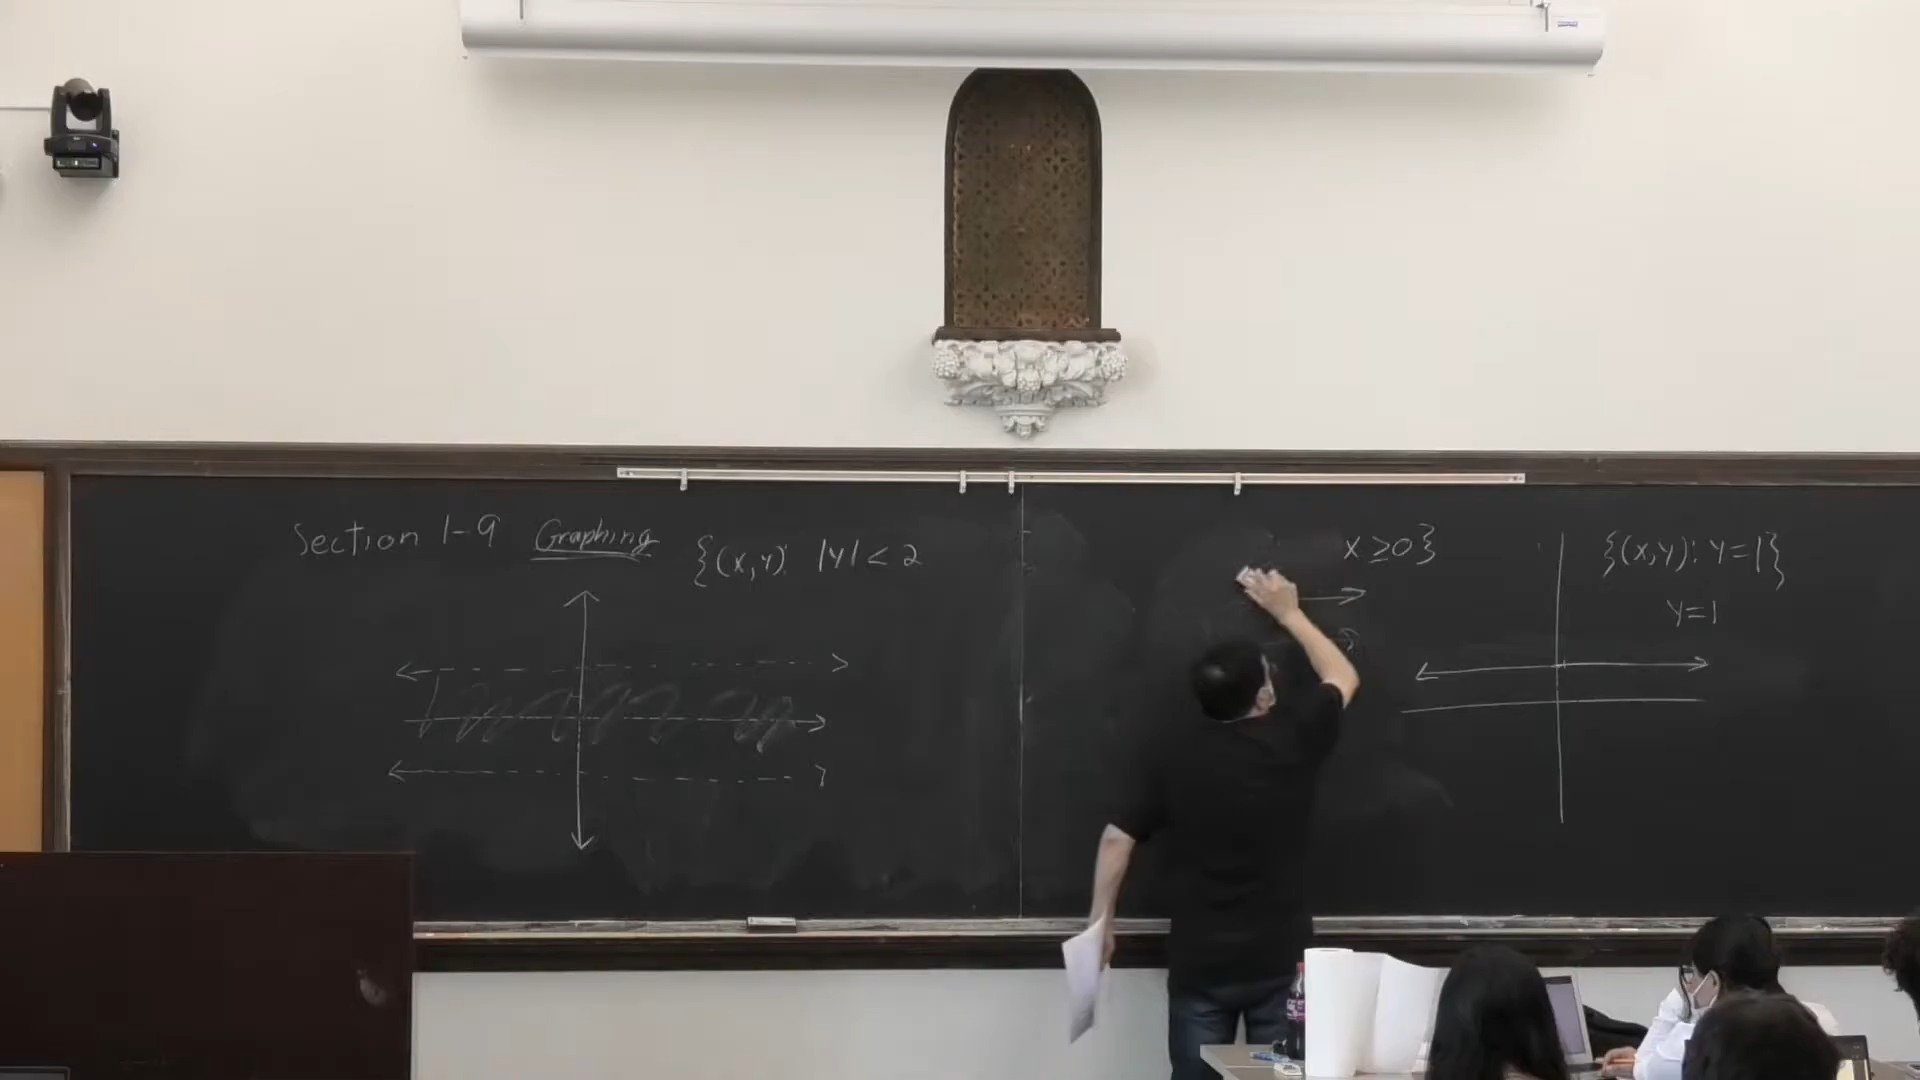 Section 1-9 Graphing {(x,y): |y| < 2
x ≥ 0}
{(x,y): y=1}
y=1